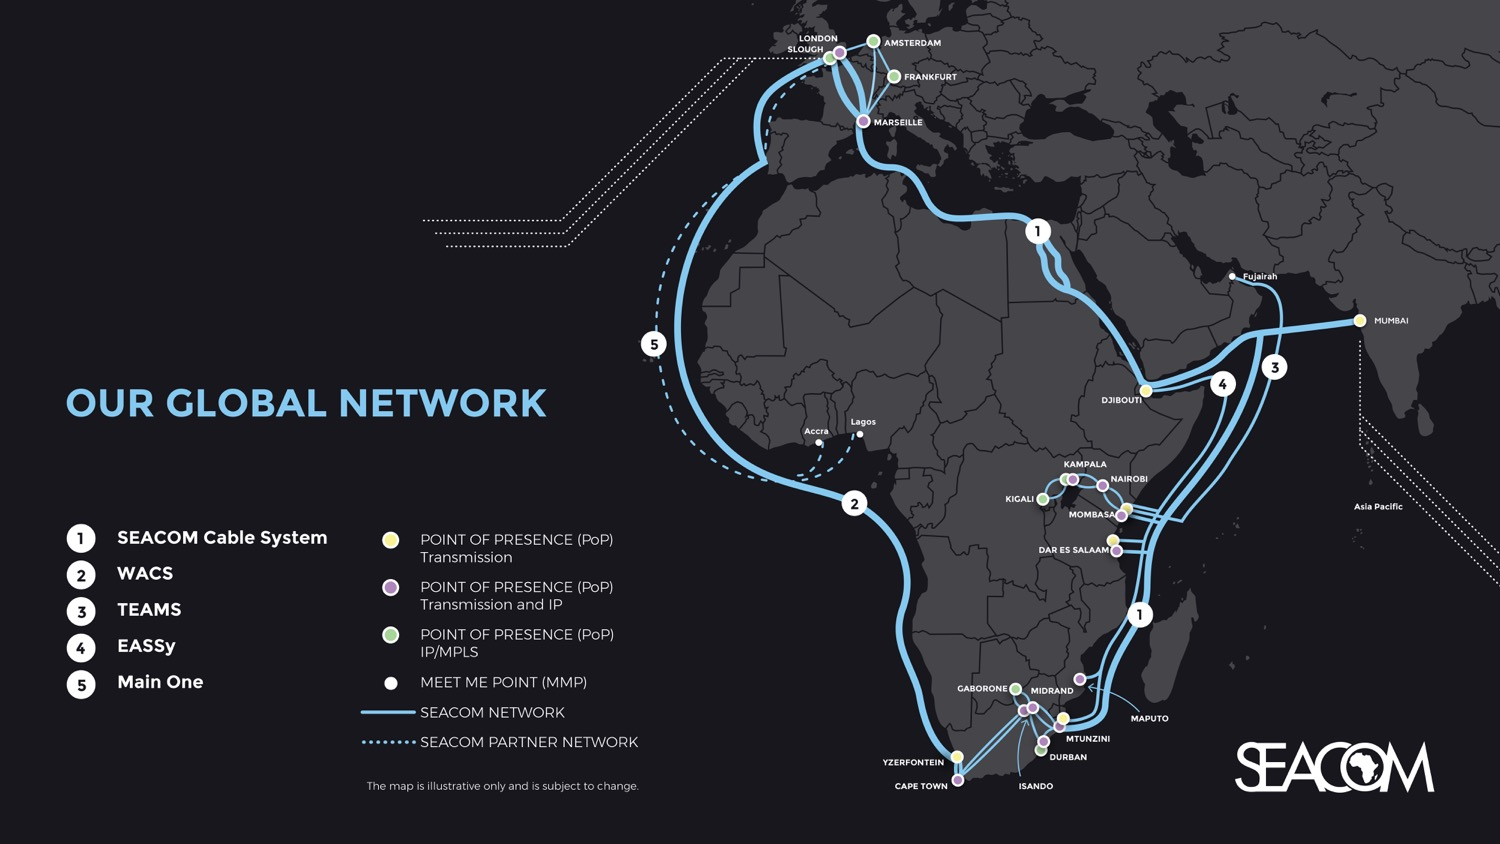 LONDON
SLOUGH
AMSTERDAM
FRANKFURT
MARSEILLE
1
Fujairah
MUMBAI
5
3
4
DJIBOUTI
OUR GLOBAL NETWORK
Accra
Lagos
KAMPALA
NAIROBI
KIGALI
2
MOMBASA
Asia Pacific
DAR ES SALAAM
1
1 SEACOM Cable System
2 WACS
3 TEAMS
4 EASSy
5 Main One
POINT OF PRESENCE (PoP)
Transmission
POINT OF PRESENCE (PoP)
Transmission and IP
POINT OF PRESENCE (PoP)
IP/MPLS
MEET ME POINT (MMP)
SEACOM NETWORK
SEACOM PARTNER NETWORK
The map is illustrative only and is subject to change.
GABORONE
MIDRAND
MAPUTO
MTUNZINI
DURBAN
YZERFONTEIN
CAPE TOWN
ISANDO
SEACOM